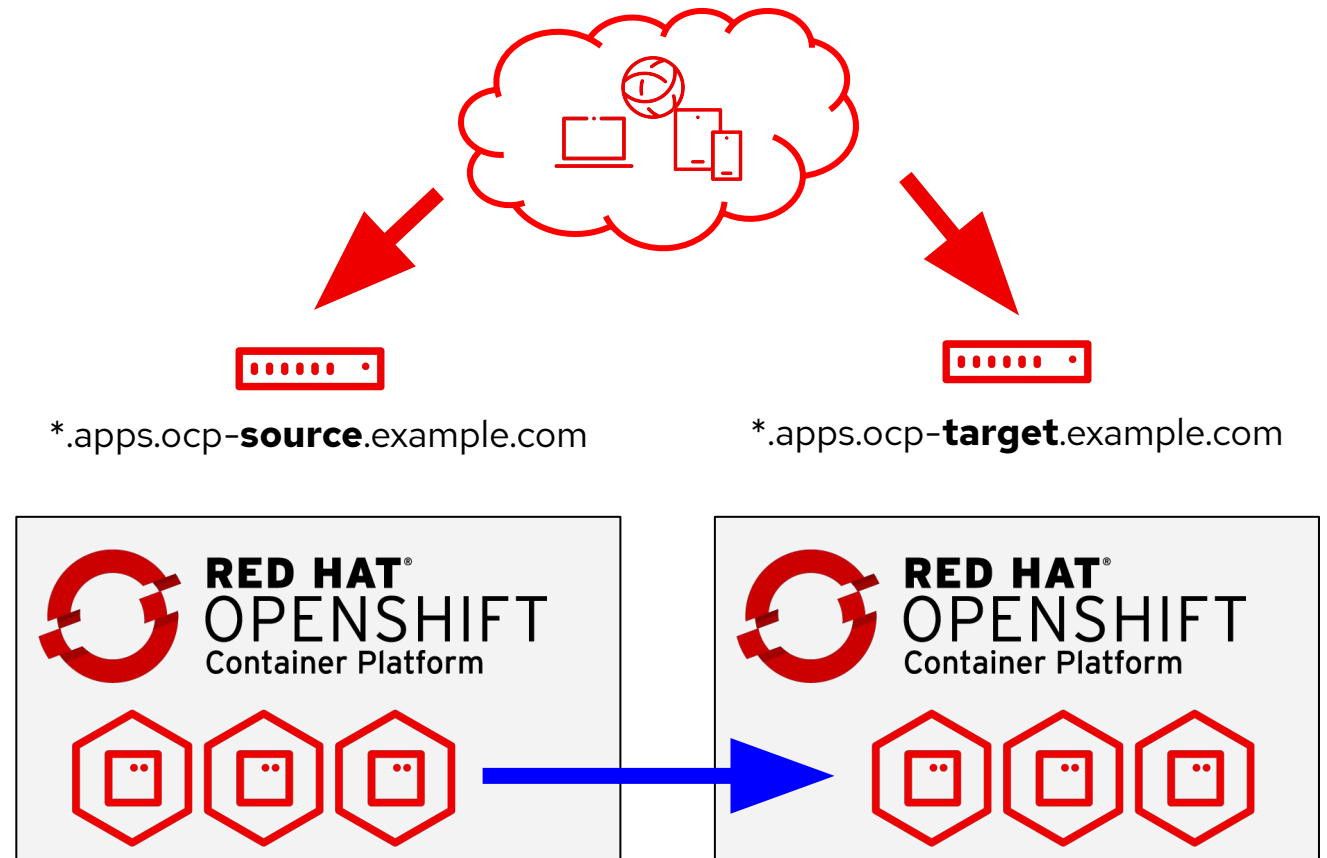 *.apps.ocp-source.example.com
*.apps.ocp-target.example.com
RED HAT®
OPENSHIFT
Container Platform
RED HAT®
OPENSHIFT
Container Platform